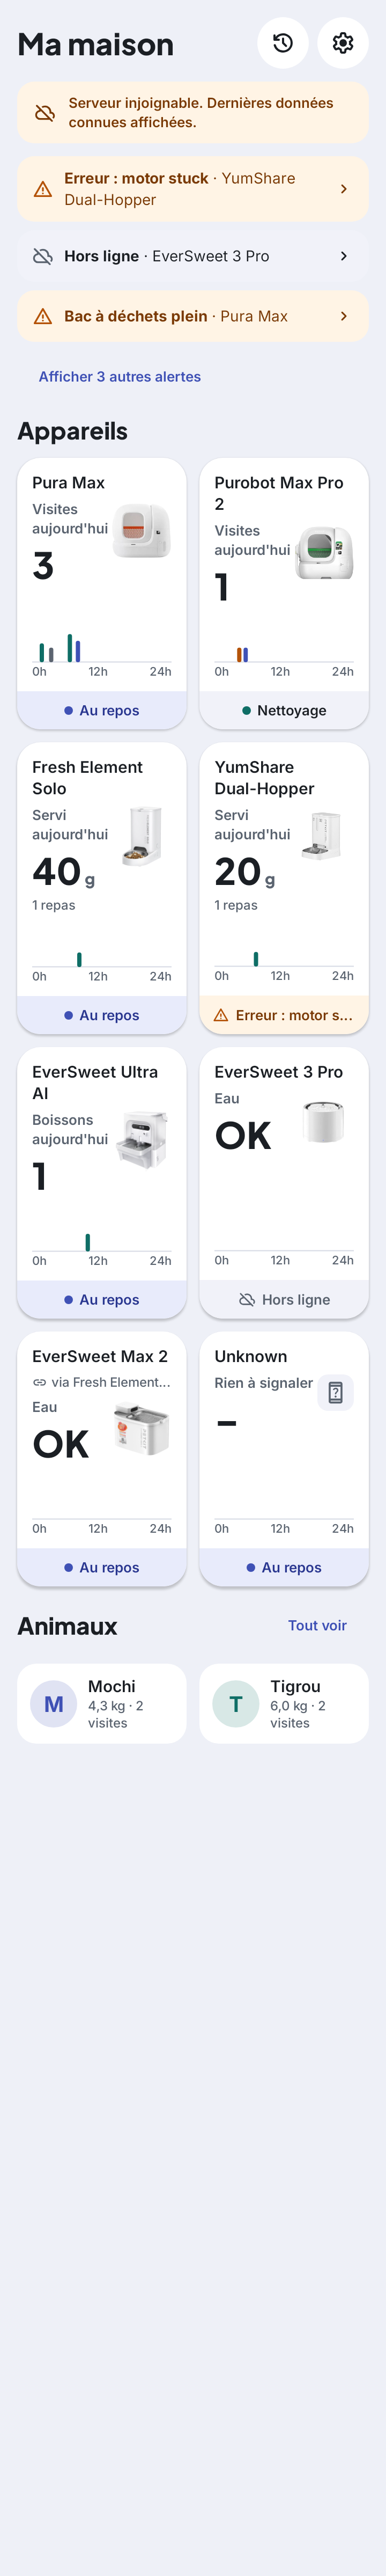 Ma maison
Serveur injoignable. Dernières données
connues affichées.
Erreur : motor stuck · YumShare
Dual-Hopper
Hors ligne · EverSweet 3 Pro
Bac à déchets plein · Pura Max
Afficher 3 autres alertes
Appareils
Pura Max
Visites
aujourd'hui
3
0h 12h 24h
Au repos
Purobot Max Pro
2
Visites
aujourd'hui
1
0h 12h 24h
Nettoyage
Fresh Element
Solo
Servi
aujourd'hui
40 g
1 repas
0h 12h 24h
Au repos
YumShare
Dual-Hopper
Servi
aujourd'hui
20 g
1 repas
0h 12h 24h
Erreur : motor s...
EverSweet Ultra
AI
Boissons
aujourd'hui
1
0h 12h 24h
Au repos
EverSweet 3 Pro
Eau
OK
0h 12h 24h
Hors ligne
EverSweet Max 2
via Fresh Element...
Eau
OK
0h 12h 24h
Au repos
Unknown
Rien à signaler
–
0h 12h 24h
Au repos
Animaux
Tout voir
M
Mochi
4,3 kg · 2
visites
T
Tigrou
6,0 kg · 2
visites